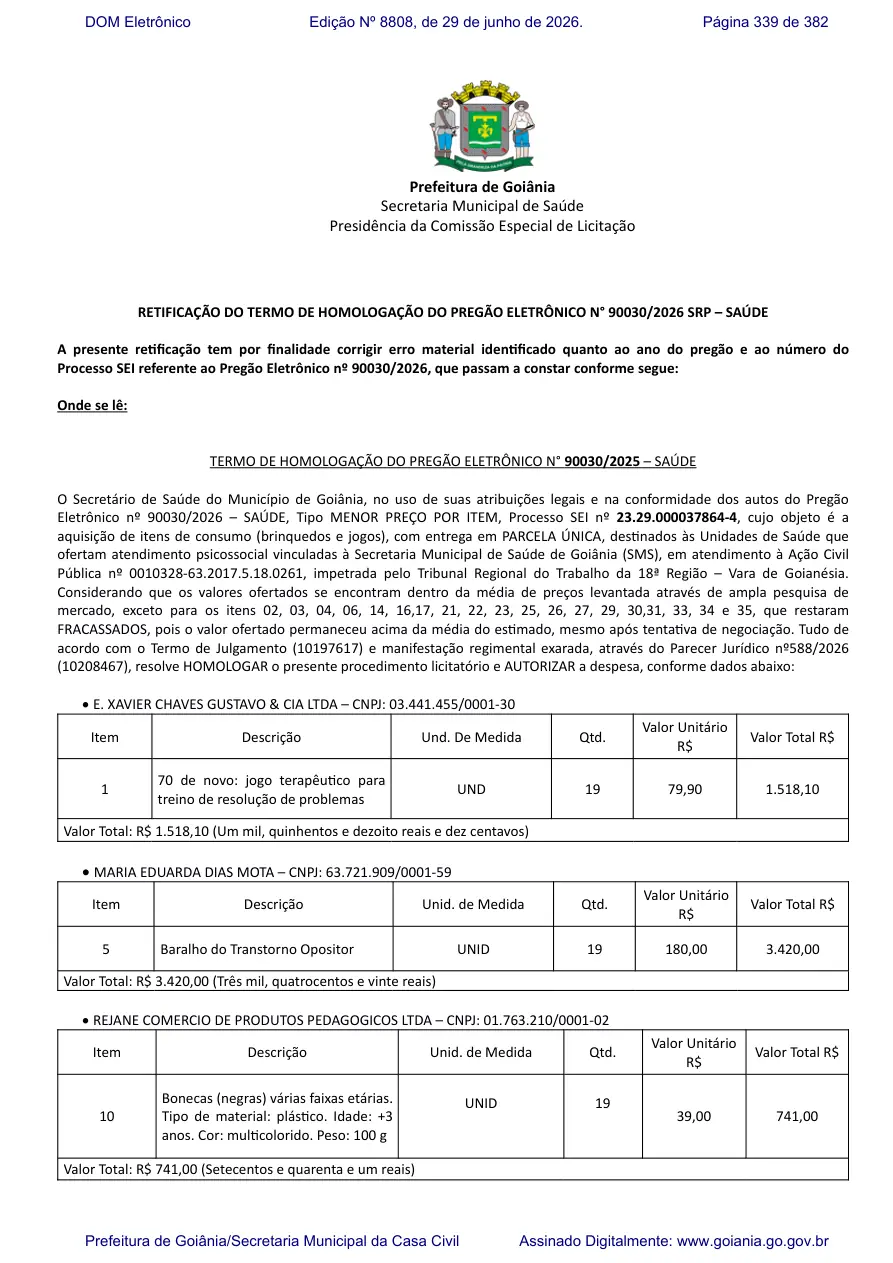 DOM Eletrônico Edição Nº 8808, de 29 de junho de 2026. Página 339 de 382
PELA GRANDEZA DA PÁTRIA
Prefeitura de Goiânia
Secretaria Municipal de Saúde
Presidência da Comissão Especial de Licitação
RETIFICAÇÃO DO TERMO DE HOMOLOGAÇÃO DO PREGÃO ELETRÔNICO N° 90030/2026 SRP – SAÚDE
A presente retificação tem por finalidade corrigir erro material identificado quanto ao ano do pregão e ao número do
Processo SEI referente ao Pregão Eletrônico nº 90030/2026, que passam a constar conforme segue:
Onde se lê:
TERMO DE HOMOLOGAÇÃO DO PREGÃO ELETRÔNICO N° 90030/2025 – SAÚDE
O Secretário de Saúde do Município de Goiânia, no uso de suas atribuições legais e na conformidade dos autos do Pregão
Eletrônico nº 90030/2026 – SAÚDE, Tipo MENOR PREÇO POR ITEM, Processo SEI nº 23.29.000037864-4, cujo objeto é a
aquisição de itens de consumo (brinquedos e jogos), com entrega em PARCELA ÚNICA, destinados às Unidades de Saúde que
ofertam atendimento psicossocial vinculadas à Secretaria Municipal de Saúde de Goiânia (SMS), em atendimento à Ação Civil
Pública nº 0010328-63.2017.5.18.0261, impetrada pelo Tribunal Regional do Trabalho da 18ª Região – Vara de Goianésia.
Considerando que os valores ofertados se encontram dentro da média de preços levantada através de ampla pesquisa de
mercado, exceto para os itens 02, 03, 04, 06, 14, 16,17, 21, 22, 23, 25, 26, 27, 29, 30,31, 33, 34 e 35, que restaram
FRACASSADOS, pois o valor ofertado permaneceu acima da média do estimado, mesmo após tentativa de negociação. Tudo de
acordo com o Termo de Julgamento (10197617) e manifestação regimental exarada, através do Parecer Jurídico nº588/2026
(10208467), resolve HOMOLOGAR o presente procedimento licitatório e AUTORIZAR a despesa, conforme dados abaixo:
• E. XAVIER CHAVES GUSTAVO & CIA LTDA – CNPJ: 03.441.455/0001-30
Item Descrição Und. De Medida Qtd. Valor Unitário R$ Valor Total R$
1 70 de novo: jogo terapêutico para treino de resolução de problemas UND 19 79,90 1.518,10
Valor Total: R$ 1.518,10 (Um mil, quinhentos e dezoito reais e dez centavos)
• MARIA EDUARDA DIAS MOTA – CNPJ: 63.721.909/0001-59
Item Descrição Unid. de Medida Qtd. Valor Unitário R$ Valor Total R$
5 Baralho do Transtorno Opositor UNID 19 180,00 3.420,00
Valor Total: R$ 3.420,00 (Três mil, quatrocentos e vinte reais)
• REJANE COMERCIO DE PRODUTOS PEDAGOGICOS LTDA – CNPJ: 01.763.210/0001-02
Item Descrição Unid. de Medida Qtd. Valor Unitário R$ Valor Total R$
10 Bonecas (negras) várias faixas etárias. Tipo de material: plástico. Idade: +3 anos. Cor: multicolorido. Peso: 100 g UNID 19 39,00 741,00
Valor Total: R$ 741,00 (Setecentos e quarenta e um reais)
Prefeitura de Goiânia/Secretaria Municipal da Casa Civil Assinado Digitalmente: www.goiania.go.gov.br